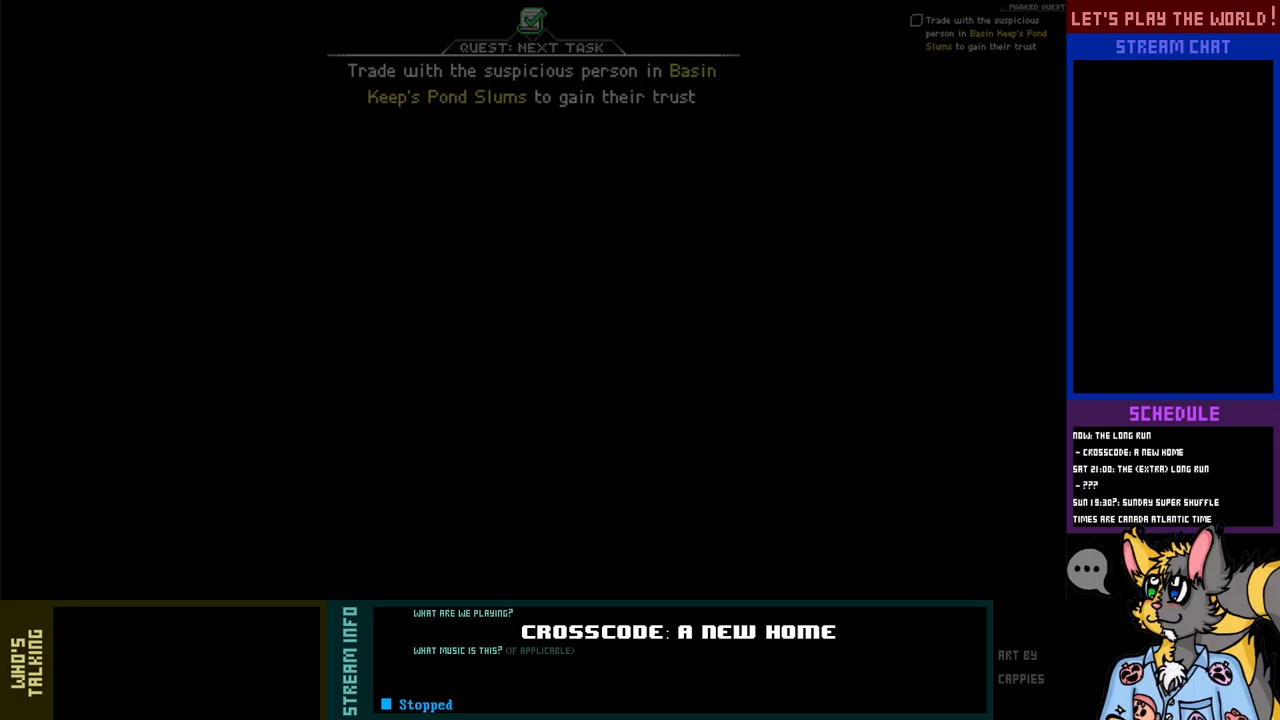 QUEST: NEXT TASK
Trade with the suspicious person in Basin
Keep's Pond Slums to gain their trust
MARKED QUEST
Trade with the suspicious
person in Basin Keep's Pond
Slums to gain their trust
LET'S PLAY THE WORLD!
STREAM CHAT
SCHEDULE
NOW: THE LONG RUN
- CROSSCODE: A NEW HOME
SAT 21:00: THE (EXTRA) LONG RUN
- ???
SUN 19:30?: SUNDAY SUPER SHUFFLE
TIMES ARE CANADA ATLANTIC TIME
...
WHO'S
TALKING
STREAM INFO
WHAT ARE WE PLAYING?
CROSSCODE: A NEW HOME
WHAT MUSIC IS THIS? (IF APPLICABLE)
Stopped
ART BY
CAPPIES